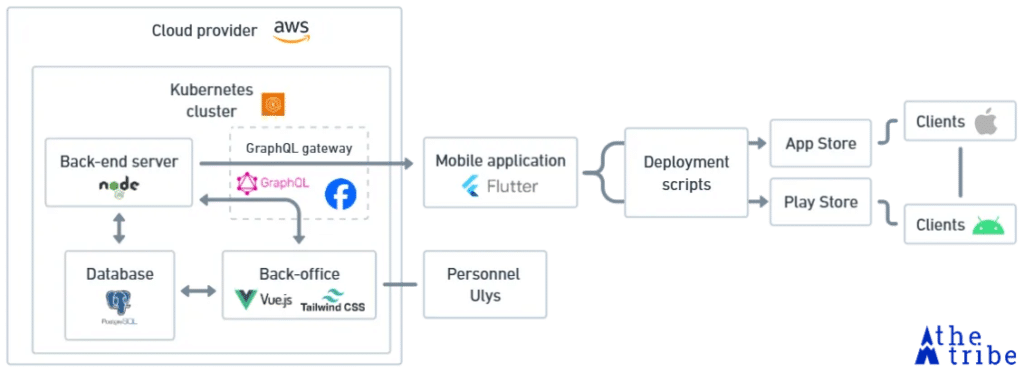 Cloud provider aws
Kubernetes
cluster
GraphQL gateway
Back-end server
node
JS
GraphQL
Mobile application
Flutter
Deployment
scripts
App Store
Play Store
Clients
Clients
Database
PostgreSQL
Back-office
Vue.js
Tailwind CSS
Personnel
Ulys
the
tribe